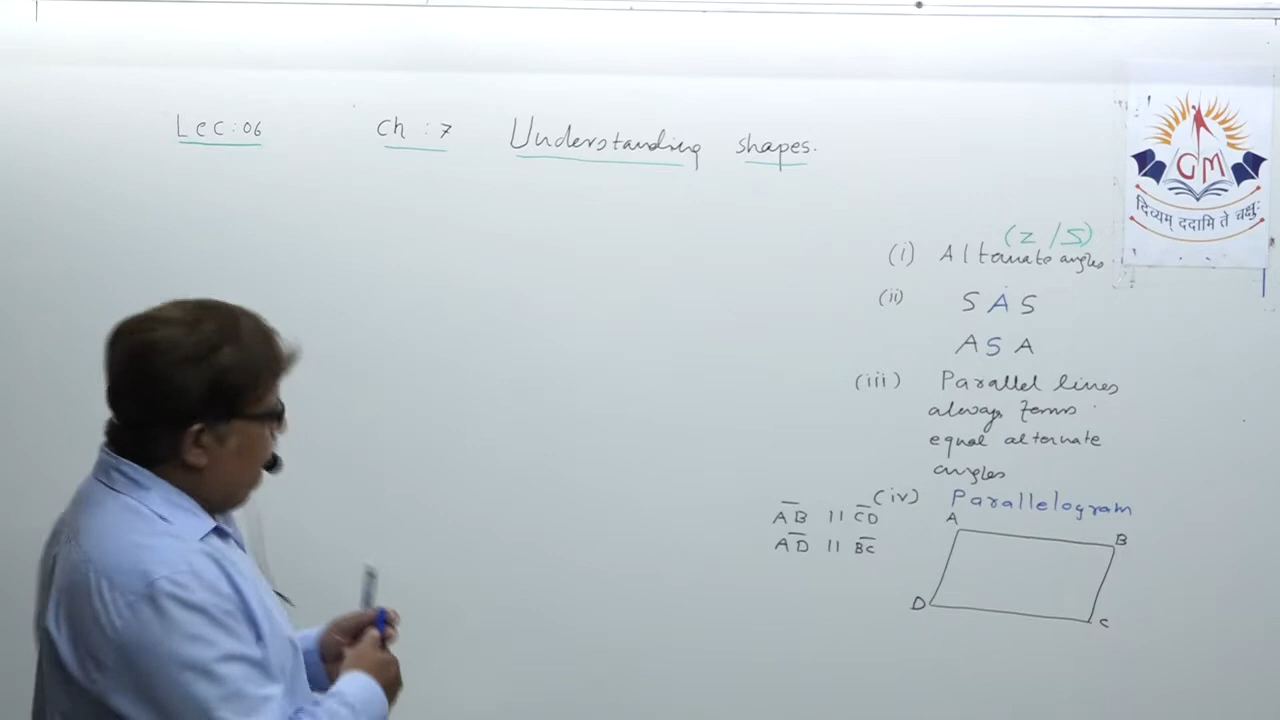 Lec:06 Ch:7 Understanding shapes.
GM
दिव्यम् ददामि ते चक्षुः
(Z/S)
(i) Alternate angles
(ii) SAS
ASA
(iii) Parallel lines
always forms
equal alternate
angles
(iv) Parallelogram
AB || CD
AD || BC
A
B
D
C